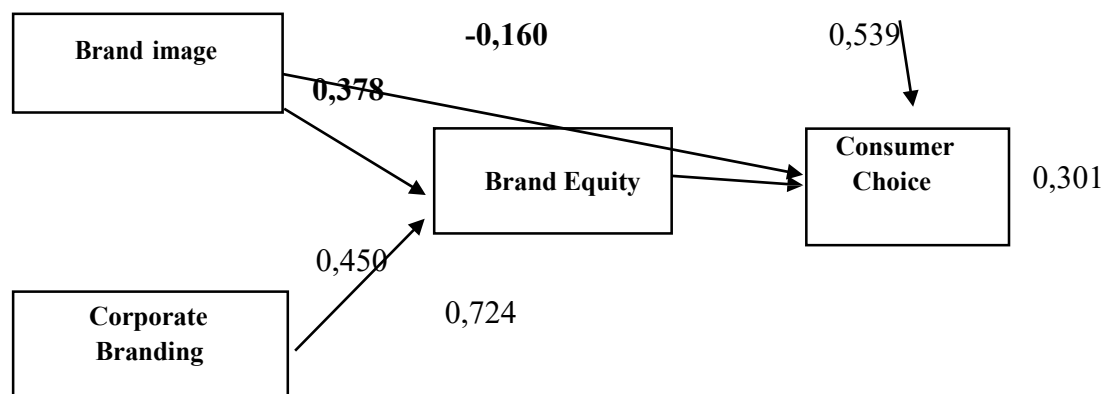 Brand image
-0,160
0,539
0,378
Brand Equity
Consumer
Choice
0,301
0,450
Corporate
Branding
0,724